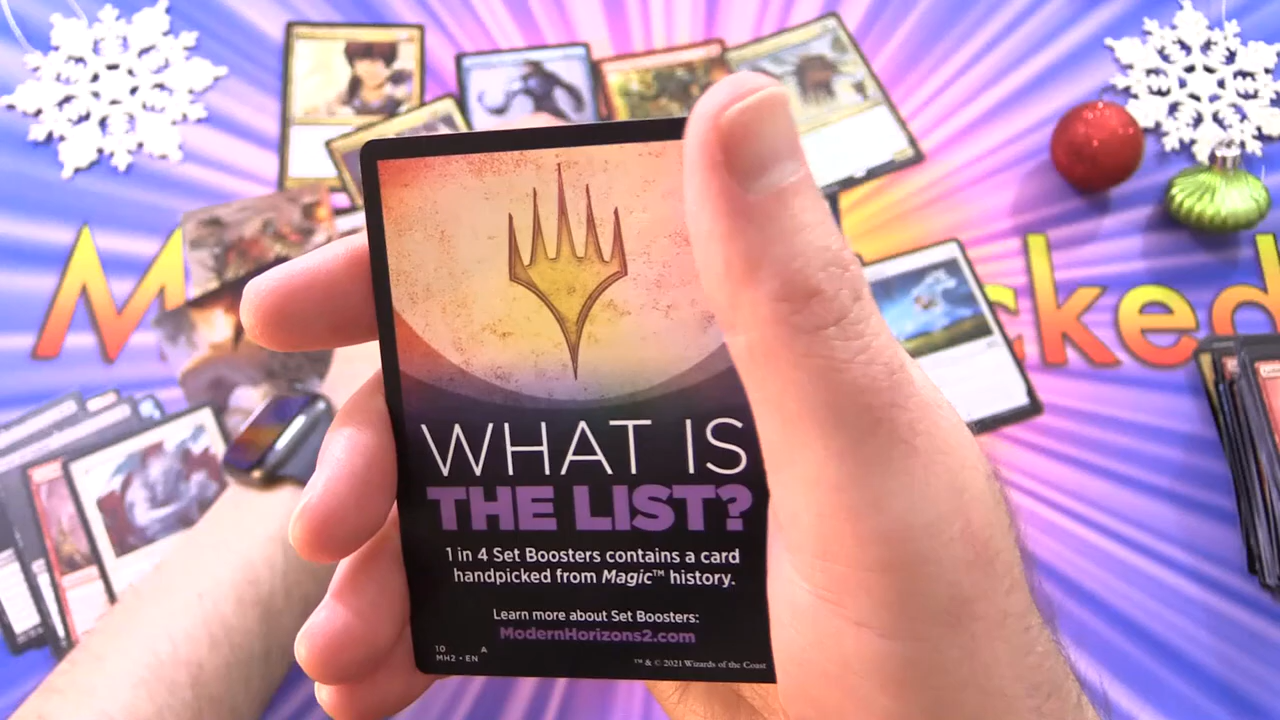 M
cked
WHAT IS
THE LIST?
1 in 4 Set Boosters contains a card
handpicked from Magic™ history.
Learn more about Set Boosters:
ModernHorizons2.com
10 A
MH2 • EN
™ & © 2021 Wizards of the Coast